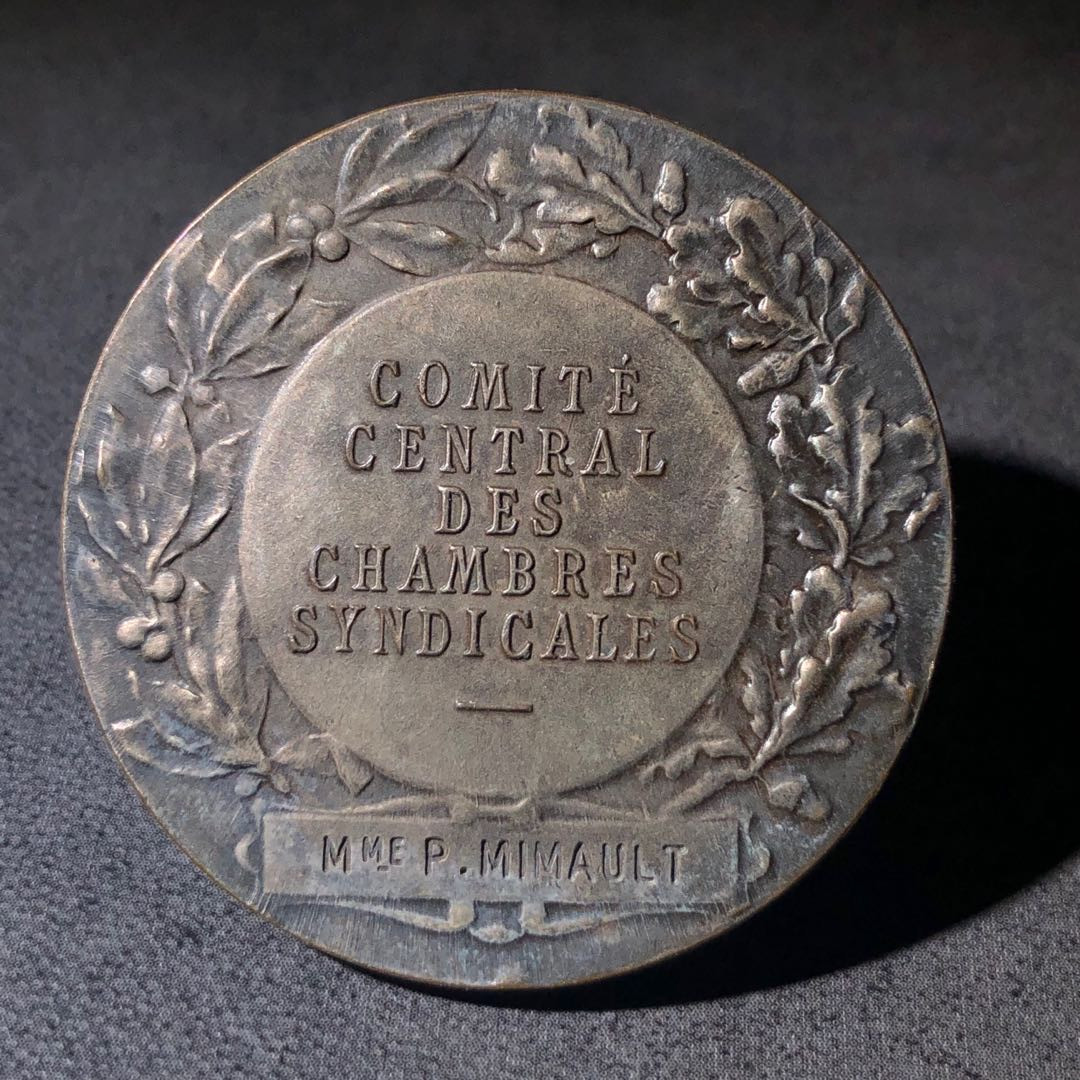 COMITÉ
CENTRAL
DES
CHAMBRES
SYNDICALES
MME P. MIMAULT